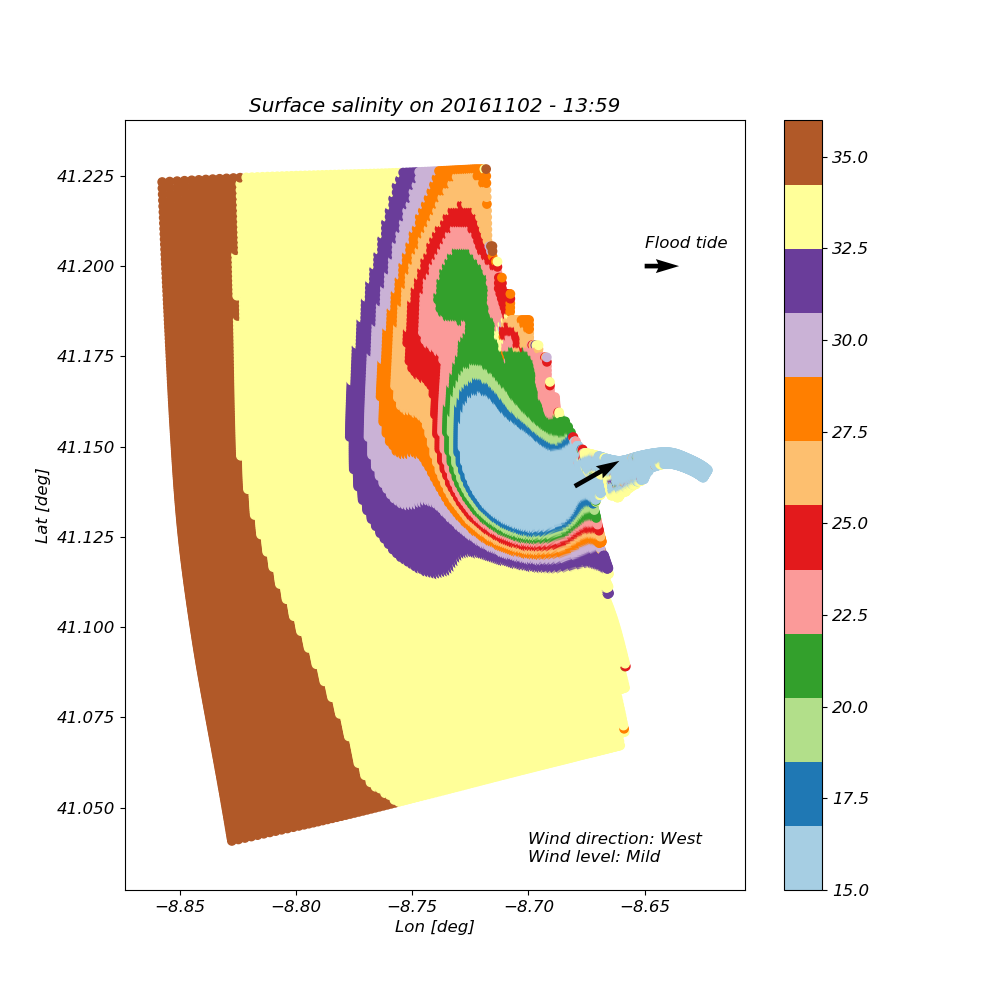 Surface salinity on 20161102 - 13:59
41.225
41.200
41.175
41.150
41.125
41.100
41.075
41.050
Lat [deg]
Flood tide
Wind direction: West
Wind level: Mild
−8.85 −8.80 −8.75 −8.70 −8.65
Lon [deg]
35.0
32.5
30.0
27.5
25.0
22.5
20.0
17.5
15.0